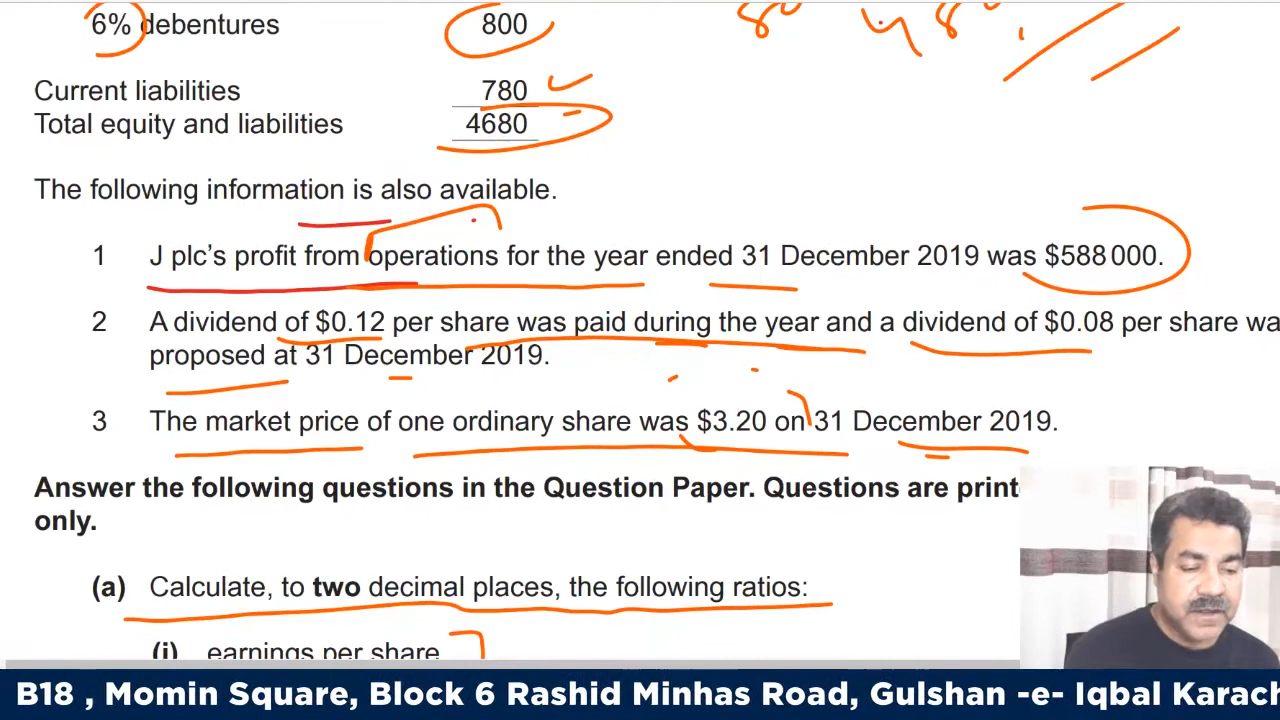 6% debentures 800
Current liabilities 780
Total equity and liabilities 4680
The following information is also available.
1 J plc's profit from operations for the year ended 31 December 2019 was $588 000.
2 A dividend of $0.12 per share was paid during the year and a dividend of $0.08 per share wa
proposed at 31 December 2019.
3 The market price of one ordinary share was $3.20 on 31 December 2019.
Answer the following questions in the Question Paper. Questions are print
only.
(a) Calculate, to two decimal places, the following ratios:
(i) earnings per share
B18 , Momin Square, Block 6 Rashid Minhas Road, Gulshan -e- Iqbal Karach